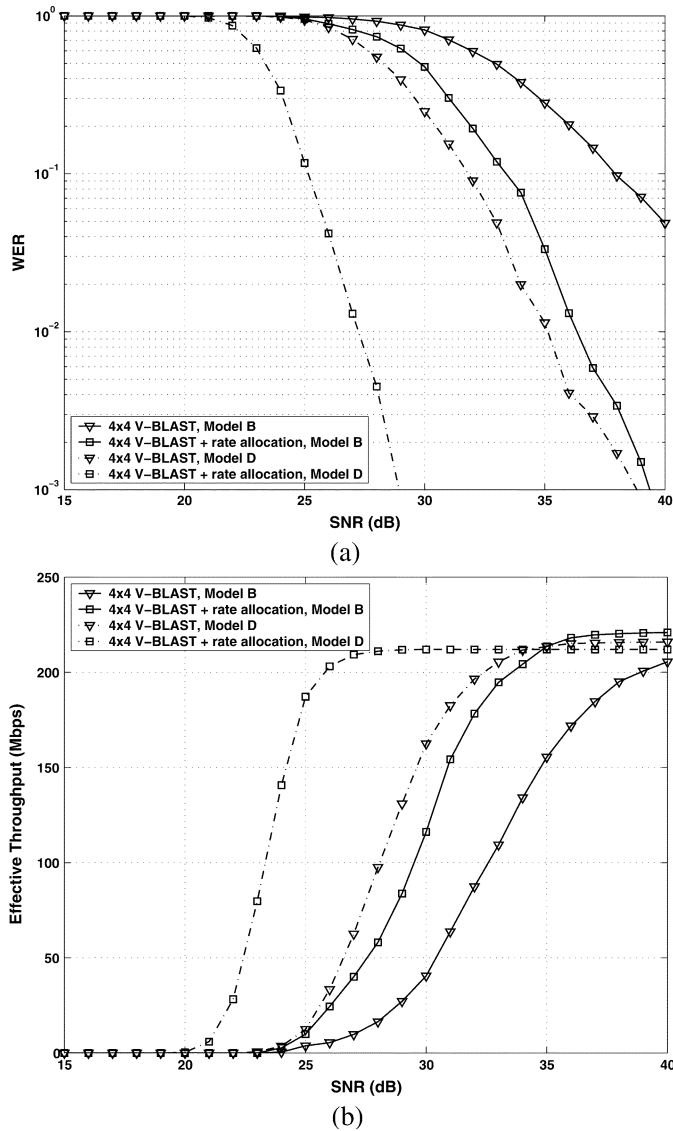 10^0
10^-1
10^-2
10^-3
WER
4x4 V-BLAST, Model B
4x4 V-BLAST + rate allocation, Model B
4x4 V-BLAST, Model D
4x4 V-BLAST + rate allocation, Model D
15 20 25 30 35 40
SNR (dB)
(a)
250
200
150
100
50
0
Effective Throughput (Mbps)
4x4 V-BLAST, Model B
4x4 V-BLAST + rate allocation, Model B
4x4 V-BLAST, Model D
4x4 V-BLAST + rate allocation, Model D
15 20 25 30 35 40
SNR (dB)
(b)